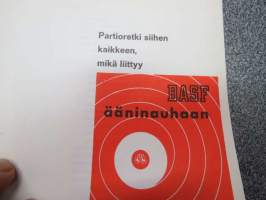 Partioretki siihen
kaikkeen,
mikä liittyy
BASF
ääninauhaan